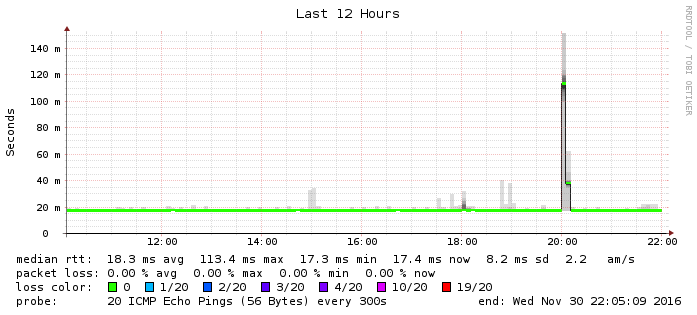 Last 12 Hours
RRDTOOL / TOBI OETIKER
Seconds
140 m
120 m
100 m
80 m
60 m
40 m
20 m
0
12:00 14:00 16:00 18:00 20:00 22:00
median rtt: 18.3 ms avg 113.4 ms max 17.3 ms min 17.4 ms now 8.2 ms sd 2.2 am/s
packet loss: 0.00 % avg 0.00 % max 0.00 % min 0.00 % now
loss color: 0 1/20 2/20 3/20 4/20 10/20 19/20
probe: 20 ICMP Echo Pings (56 Bytes) every 300s end: Wed Nov 30 22:05:09 2016